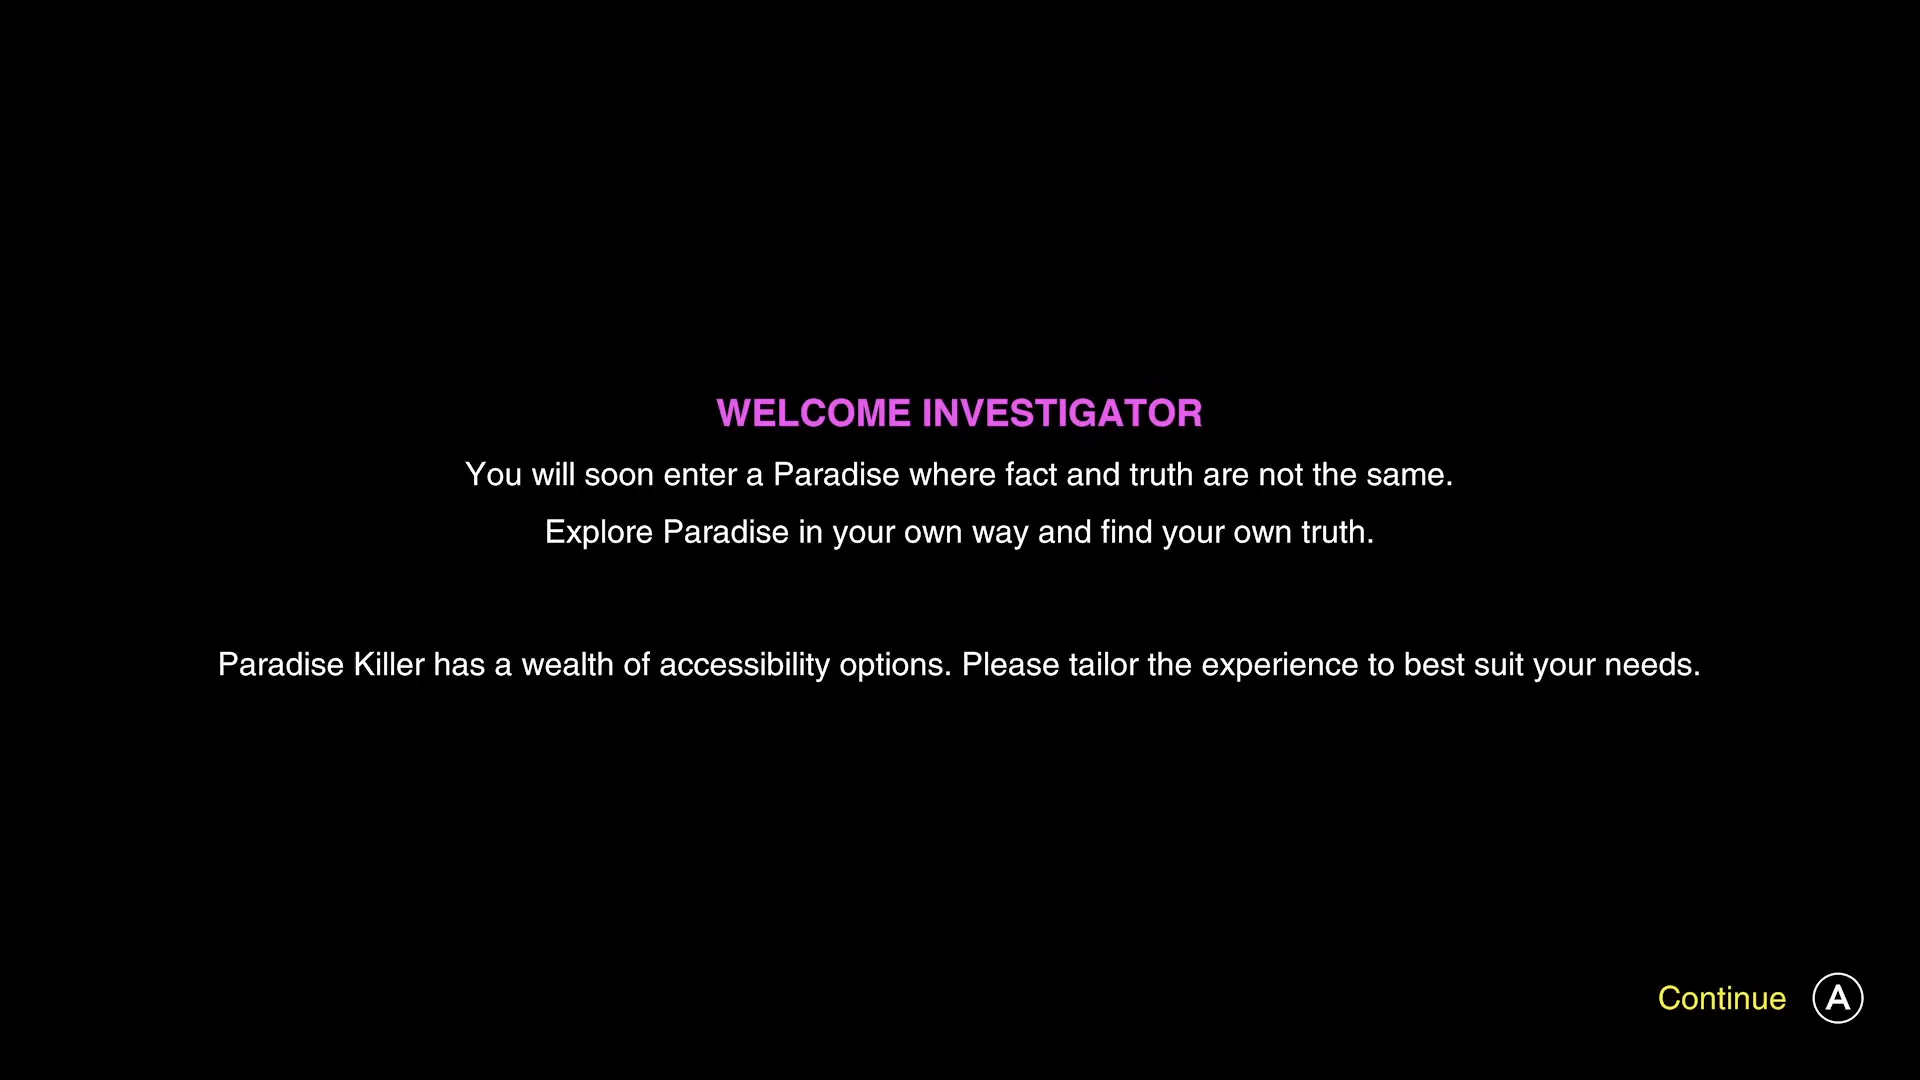 WELCOME INVESTIGATOR
You will soon enter a Paradise where fact and truth are not the same.
Explore Paradise in your own way and find your own truth.
Paradise Killer has a wealth of accessibility options. Please tailor the experience to best suit your needs.
Continue A